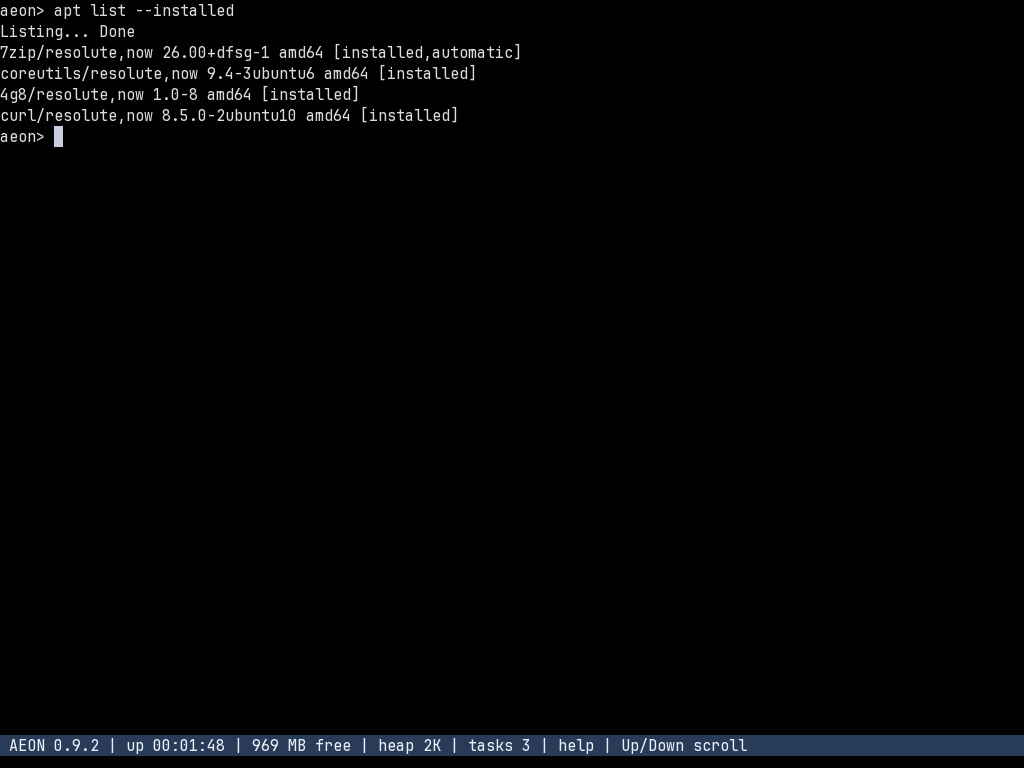 aeon> apt list --installed
Listing... Done
7zip/resolute,now 26.00+dfsg-1 amd64 [installed,automatic]
coreutils/resolute,now 9.4-3ubuntu6 amd64 [installed]
4g8/resolute,now 1.0-8 amd64 [installed]
curl/resolute,now 8.5.0-2ubuntu10 amd64 [installed]
aeon>
AEON 0.9.2 | up 00:01:48 | 969 MB free | heap 2K | tasks 3 | help | Up/Down scroll